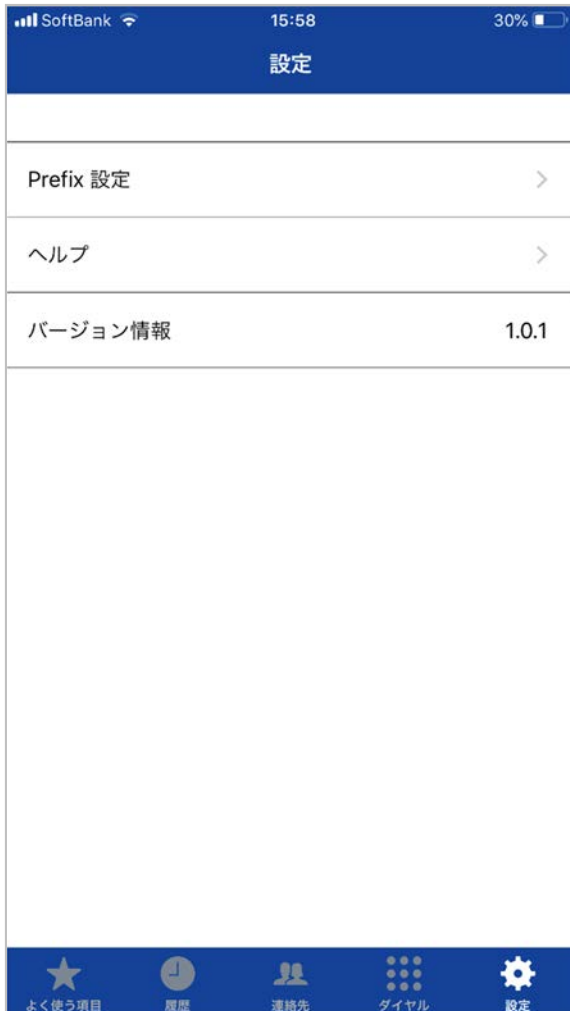 SoftBank 15:58 30%
設定
Prefix 設定
ヘルプ
バージョン情報 1.0.1
よく使う項目 履歴 連絡先 ダイヤル 設定